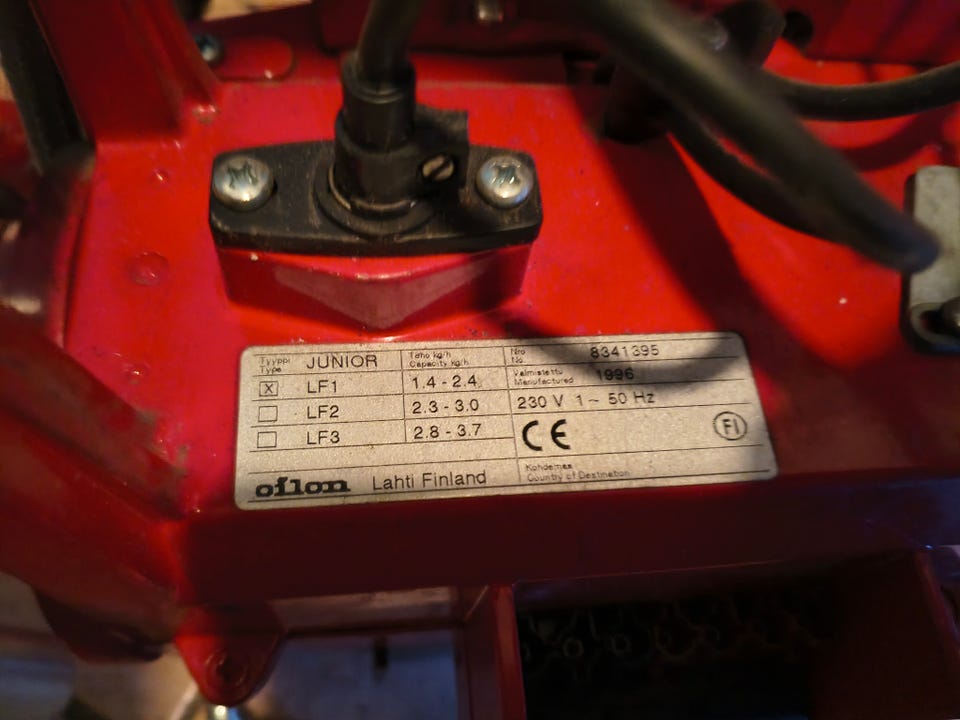 Tyyppi JUNIOR Teho kg/h Nro 8341395
Type Capacity kg/h No
X LF1 1.4 - 2.4 Valmistettu 1996
Manufactured
LF2 2.3 - 3.0 230 V 1~ 50 Hz
LF3 2.8 - 3.7 CE FI
oilon Lahti Finland Kohdemaa
Country of Destination